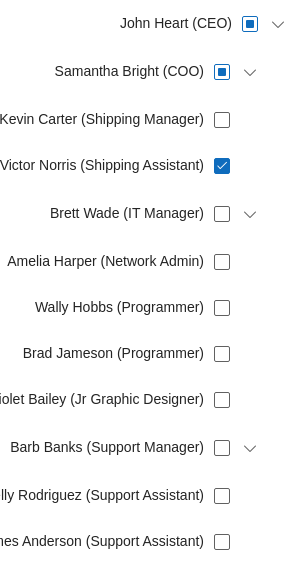 John Heart (CEO)
Samantha Bright (COO)
Kevin Carter (Shipping Manager)
Victor Norris (Shipping Assistant)
Brett Wade (IT Manager)
Amelia Harper (Network Admin)
Wally Hobbs (Programmer)
Brad Jameson (Programmer)
Bailey (Jr Graphic Designer)
Barb Banks (Support Manager)
Rodriguez (Support Assistant)
Anderson (Support Assistant)